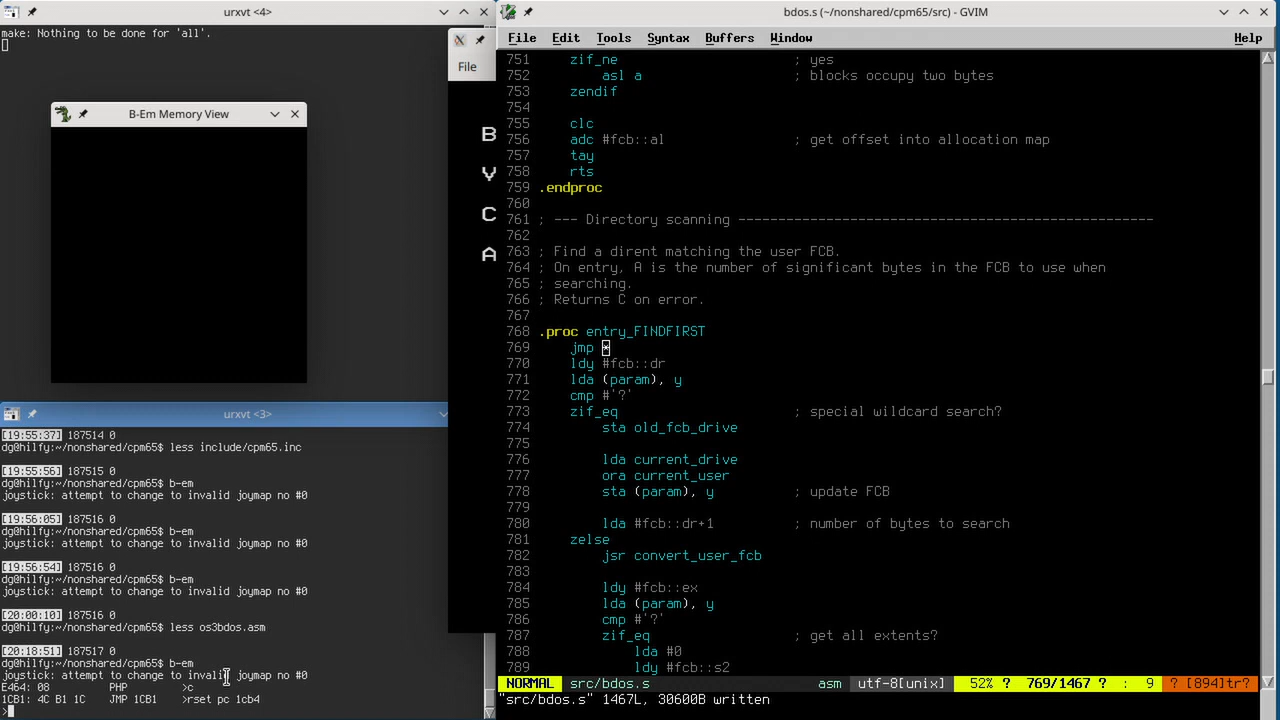 urxvt <4>
make: Nothing to be done for 'all'.
B-Em Memory View
urxvt <3>
[19:55:37] 187514 0
dg@hilfy:~/nonshared/cpm65$ less include/cpm65.inc
[19:55:56] 187515 0
dg@hilfy:~/nonshared/cpm65$ b-em
joystick: attempt to change to invalid joymap no #0
[19:56:05] 187516 0
dg@hilfy:~/nonshared/cpm65$ b-em
joystick: attempt to change to invalid joymap no #0
[19:56:54] 187516 0
dg@hilfy:~/nonshared/cpm65$ b-em
joystick: attempt to change to invalid joymap no #0
[20:00:10] 187516 0
dg@hilfy:~/nonshared/cpm65$ less os3bdos.asm
[20:18:51] 187517 0
dg@hilfy:~/nonshared/cpm65$ b-em
joystick: attempt to change to invalid joymap no #0
E464: 08 PHP >c
1CB1: 4C B1 1C JMP 1CB1 >rset pc 1cb4
>
File
B
Y
C
A
bdos.s (~/nonshared/cpm65/src) - GVIM
File Edit Tools Syntax Buffers Window Help
751 zif_ne ; yes
752 asl a ; blocks occupy two bytes
753 zendif
754
755 clc
756 adc #fcb::al ; get offset into allocation map
757 tay
758 rts
759 .endproc
760
761 ; --- Directory scanning ----------------------------------------------------
762
763 ; Find a dirent matching the user FCB.
764 ; On entry, A is the number of significant bytes in the FCB to use when
765 ; searching.
766 ; Returns C on error.
767
768 .proc entry_FINDFIRST
769 jmp *
770 ldy #fcb::dr
771 lda (param), y
772 cmp #'?'
773 zif_eq ; special wildcard search?
774 sta old_fcb_drive
775
776 lda current_drive
777 ora current_user
778 sta (param), y ; update FCB
779
780 lda #fcb::dr+1 ; number of bytes to search
781 zelse
782 jsr convert_user_fcb
783
784 ldy #fcb::ex
785 lda (param), y
786 cmp #'?'
787 zif_eq ; get all extents?
788 lda #0
789 ldy #fcb::s2
NORMAL src/bdos.s asm utf-8[unix] 52% ? 769/1467 ? : 9 ? [894]tr?
"src/bdos.s" 1467L, 30600B written